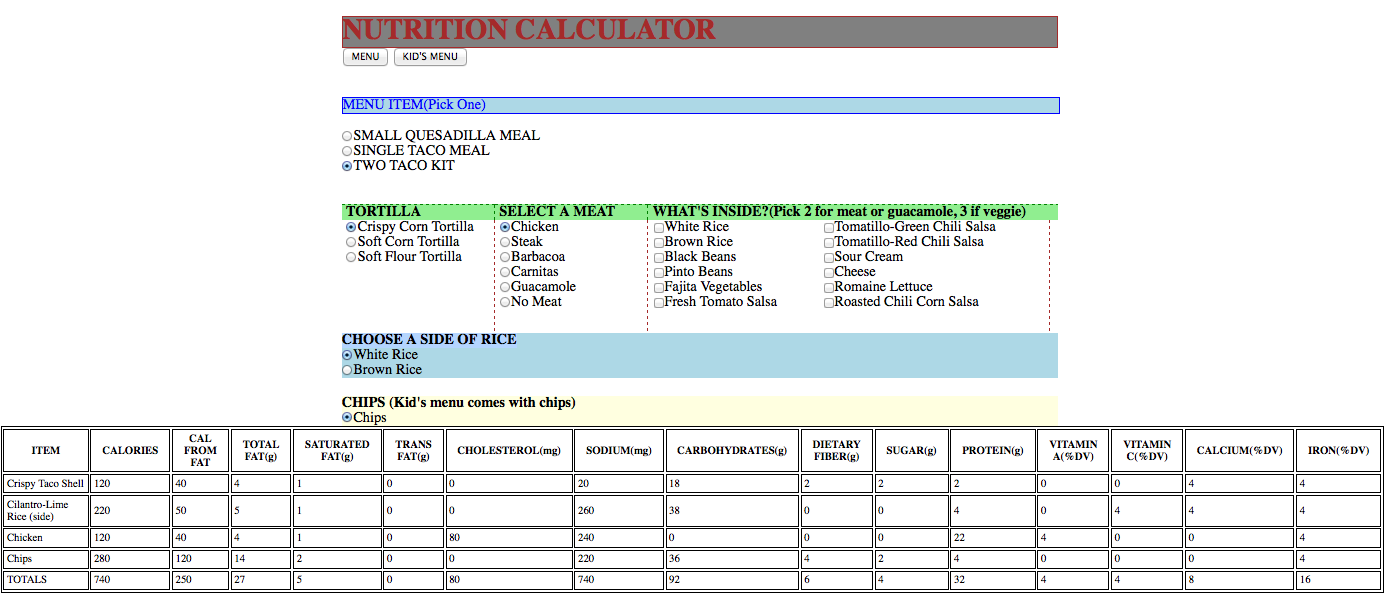 NUTRITION CALCULATOR
MENU KID'S MENU
MENU ITEM(Pick One)
SMALL QUESADILLA MEAL
SINGLE TACO MEAL
TWO TACO KIT
TORTILLA SELECT A MEAT WHAT'S INSIDE?(Pick 2 for meat or guacamole, 3 if veggie)
Crispy Corn Tortilla Chicken White Rice Tomatillo-Green Chili Salsa
Soft Corn Tortilla Steak Brown Rice Tomatillo-Red Chili Salsa
Soft Flour Tortilla Barbacoa Black Beans Sour Cream
Carnitas Pinto Beans Cheese
Guacamole Fajita Vegetables Romaine Lettuce
No Meat Fresh Tomato Salsa Roasted Chili Corn Salsa
CHOOSE A SIDE OF RICE
White Rice
Brown Rice
CHIPS (Kid's menu comes with chips)
Chips
ITEM CALORIES CAL FROM FAT TOTAL FAT(g) SATURATED FAT(g) TRANS FAT(g) CHOLESTEROL(mg) SODIUM(mg) CARBOHYDRATES(g) DIETARY FIBER(g) SUGAR(g) PROTEIN(g) VITAMIN A(%DV) VITAMIN C(%DV) CALCIUM(%DV) IRON(%DV)
Crispy Taco Shell 120 40 4 1 0 0 20 18 2 2 2 0 0 4 4
Cilantro-Lime Rice (side) 220 50 5 1 0 0 260 38 0 0 4 0 4 4 4
Chicken 120 40 4 1 0 80 240 0 0 0 22 4 0 0 4
Chips 280 120 14 2 0 0 220 36 4 2 4 0 0 0 4
TOTALS 740 250 27 5 0 80 740 92 6 4 32 4 4 8 16